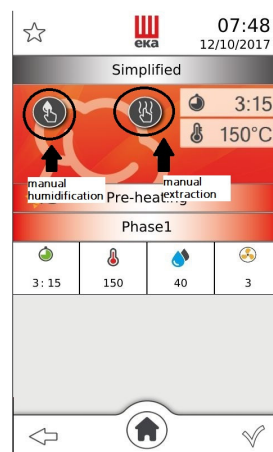 07:48
eka
12/10/2017
Simplified
3:15
150°C
manual
humidification
manual
extraction
Pre-heating
Phase1
3:15
150
40
3